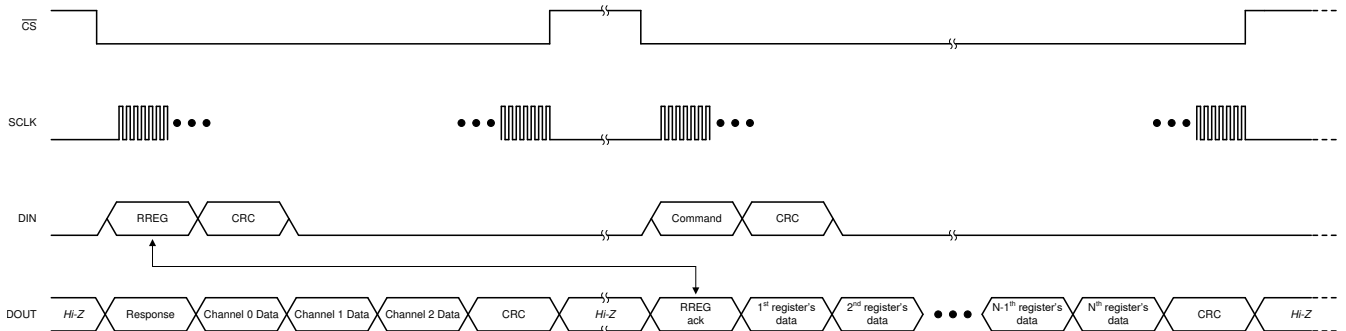 CS
SCLK
DIN
RREG
CRC
Command
CRC
DOUT
Hi-Z
Response
Channel 0 Data
Channel 1 Data
Channel 2 Data
CRC
Hi-Z
RREG
ack
1st register's
data
2nd register's
data
N-1th register's
data
Nth register's
data
CRC
Hi-Z